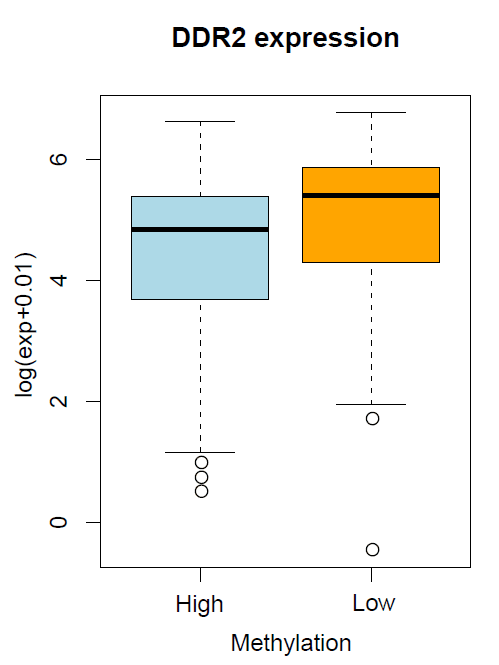 DDR2 expression
log(exp+0.01)
6
4
2
0
High Low
Methylation